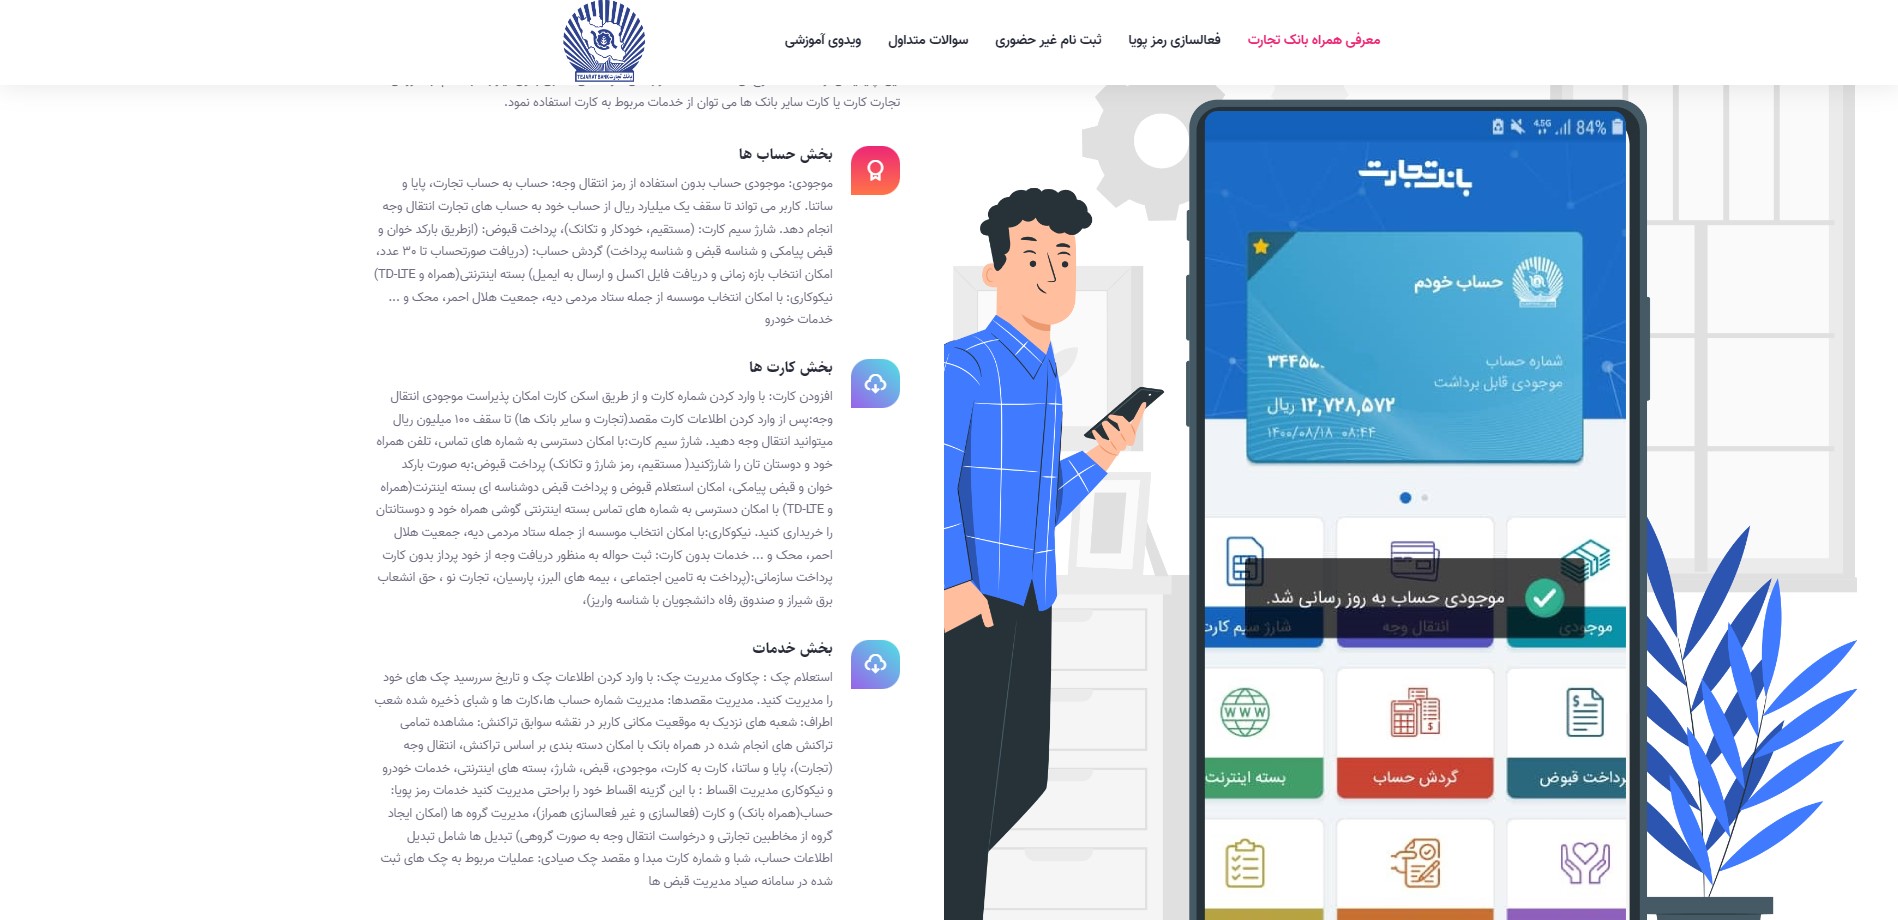 معرفی همراه بانک تجارت
فعالسازی رمز پویا
ثبت نام غیر حضوری
سوالات متداول
ویدوی آموزشی
بانک تجارت TEJARAT BANK
تجارت کارت یا کارت سایر بانک ها می توان از خدمات مربوط به کارت استفاده نمود.
بخش حساب ها
موجودی: موجودی حساب بدون استفاده از رمز انتقال وجه: حساب به حساب تجارت، پایا و
ساتنا. کاربر می تواند تا سقف یک میلیارد ریال از حساب خود به حساب های تجارت انتقال وجه
انجام دهد. شارژ سیم کارت: (مستقیم، خودکار و تکانک)، پرداخت قبوض: (ازطریق بارکد خوان و
قبض پیامکی و شناسه قبض و شناسه پرداخت) گردش حساب: (دریافت صورتحساب تا ۳۰ عدد،
امکان انتخاب بازه زمانی و دریافت فایل اکسل و ارسال به ایمیل) بسته اینترنتی(همراه و TD-LTE)
نیکوکاری: با امکان انتخاب موسسه از جمله ستاد مردمی دیه، جمعیت هلال احمر، محک و ...
خدمات خودرو
بخش کارت ها
افزودن کارت: با وارد کردن شماره کارت و از طریق اسکن کارت امکان پذیراست موجودی انتقال
وجه:پس از وارد کردن اطلاعات کارت مقصد(تجارت و سایر بانک ها) تا سقف ۱۰۰ میلیون ریال
میتوانید انتقال وجه دهید. شارژ سیم کارت:با امکان دسترسی به شماره های تماس، تلفن همراه
خود و دوستان تان را شارژکنید( مستقیم، رمز شارژ و تکانک) پرداخت قبوض:به صورت بارکد
خوان و قبض پیامکی، امکان استعلام قبوض و پرداخت قبض دوشناسه ای بسته اینترنت(همراه
و TD-LTE) با امکان دسترسی به شماره های تماس بسته اینترنتی گوشی همراه خود و دوستانتان
را خریداری کنید. نیکوکاری:با امکان انتخاب موسسه از جمله ستاد مردمی دیه، جمعیت هلال
احمر، محک و ... خدمات بدون کارت: ثبت حواله به منظور دریافت وجه از خود پرداز بدون کارت
پرداخت سازمانی:(پرداخت به تامین اجتماعی ، بیمه های البرز، پارسیان، تجارت نو ، حق انشعاب
برق شیراز و صندوق رفاه دانشجویان با شناسه واریز)،
بخش خدمات
استعلام چک : چکاوک مدیریت چک: با وارد کردن اطلاعات چک و تاریخ سررسید چک های خود
را مدیریت کنید. مدیریت مقصدها: مدیریت شماره حساب ها،کارت ها و شبای ذخیره شده شعب
اطراف: شعبه های نزدیک به موقعیت مکانی کاربر در نقشه سوابق تراکنش: مشاهده تمامی
تراکنش های انجام شده در همراه بانک با امکان دسته بندی بر اساس تراکنش، انتقال وجه
(تجارت)، پایا و ساتنا، کارت به کارت، موجودی، قبض، شارژ، بسته های اینترنتی، خدمات خودرو
و نیکوکاری مدیریت اقساط : با این گزینه اقساط خود را براحتی مدیریت کنید خدمات رمز پویا:
حساب(همراه بانک) و کارت (فعالسازی و غیر فعالسازی همراز)، مدیریت گروه ها (امکان ایجاد
گروه از مخاطبین تجارتی و درخواست انتقال وجه به صورت گروهی) تبدیل ها شامل تبدیل
اطلاعات حساب، شبا و شماره کارت مبدا و مقصد چک صیادی: عملیات مربوط به چک های ثبت
شده در سامانه صیاد مدیریت قبض ها
4.5G 84%
بانک تجارت
حساب خودم
شماره حساب
۳۴۴۵۵
موجودی قابل برداشت
۱۲,۷۲۸,۵۷۲ ریال
۱۴۰۰/۰۸/۱۸ ۰۸:۴۴
موجودی حساب به روز رسانی شد.
موجودی
انتقال وجه
شارژ سیم کارت
پرداخت قبوض
گردش حساب
بسته اینترنت
WWW